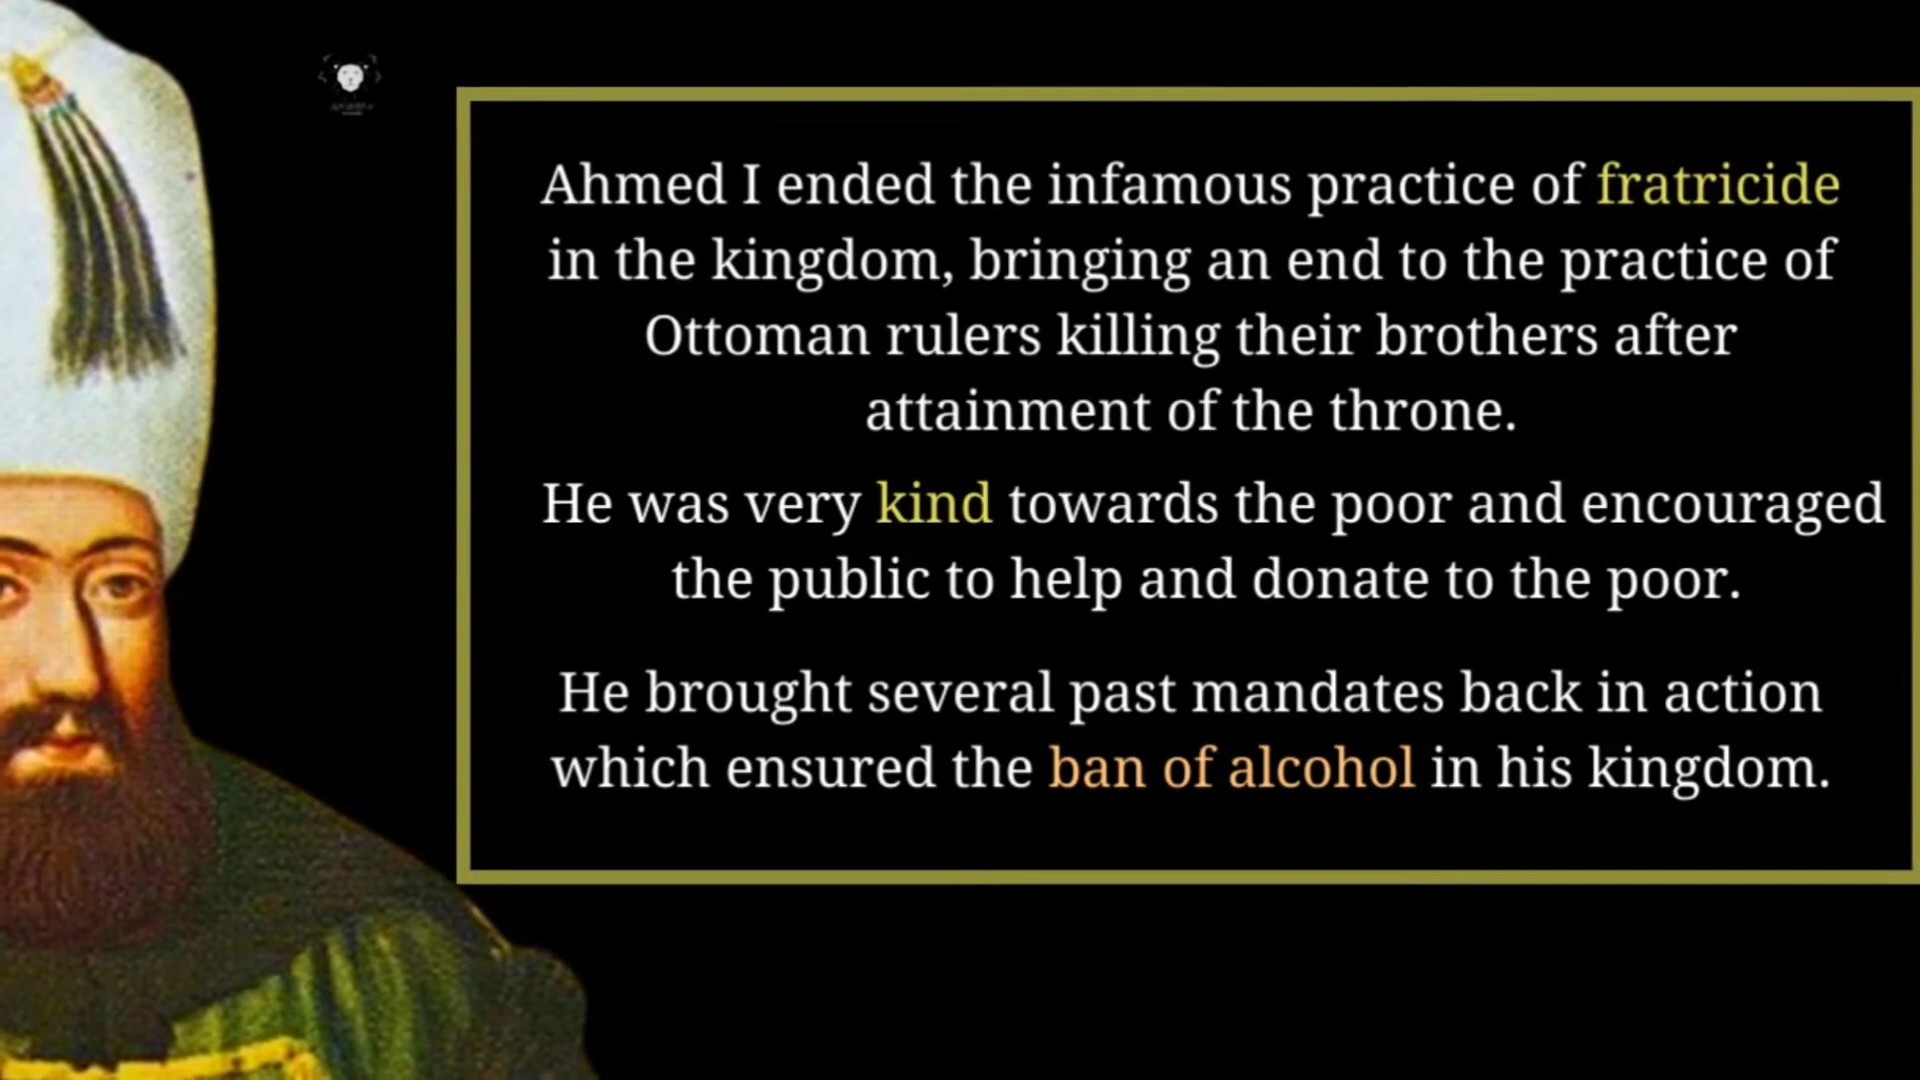 Ahmed I ended the infamous practice of fratricide
in the kingdom, bringing an end to the practice of
Ottoman rulers killing their brothers after
attainment of the throne.
He was very kind towards the poor and encouraged
the public to help and donate to the poor.
He brought several past mandates back in action
which ensured the ban of alcohol in his kingdom.